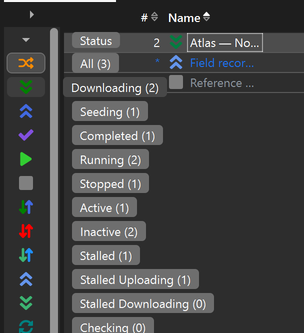 # Name
Status 2 Atlas — No...
All (3) * Field recor...
Downloading (2) Reference ...
Seeding (1)
Completed (1)
Running (2)
Stopped (1)
Active (1)
Inactive (2)
Stalled (1)
Stalled Uploading (1)
Stalled Downloading (0)
Checking (0)